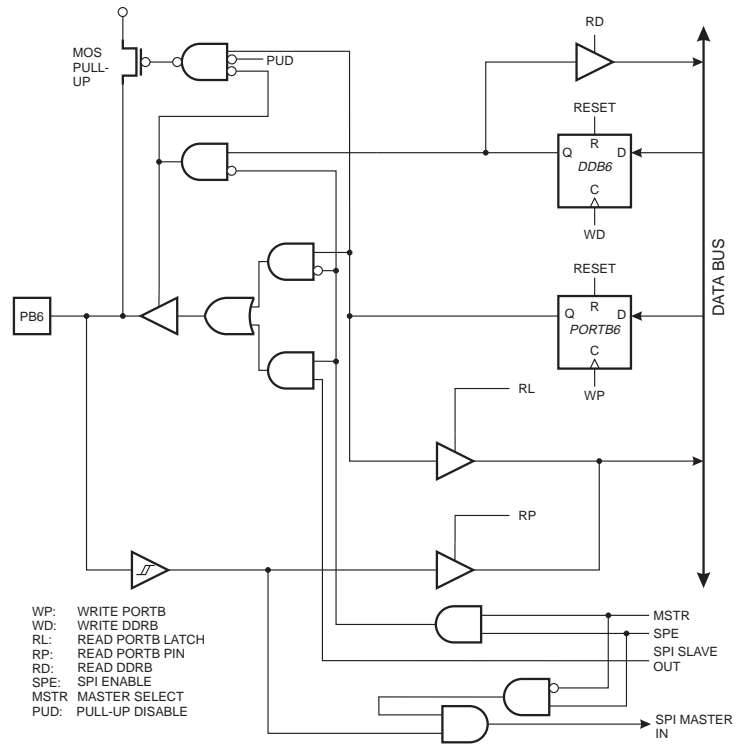 RD
MOS
PULL-
UP
PUD
RESET
R
Q
D
DDB6
C
WD
DATA BUS
RESET
R
Q
D
PORTB6
C
WP
PB6
RL
RP
WP: WRITE PORTB
WD: WRITE DDRB
RL: READ PORTB LATCH
RP: READ PORTB PIN
RD: READ DDRB
SPE: SPI ENABLE
MSTR MASTER SELECT
PUD: PULL-UP DISABLE
MSTR
SPE
SPI SLAVE
OUT
SPI MASTER
IN